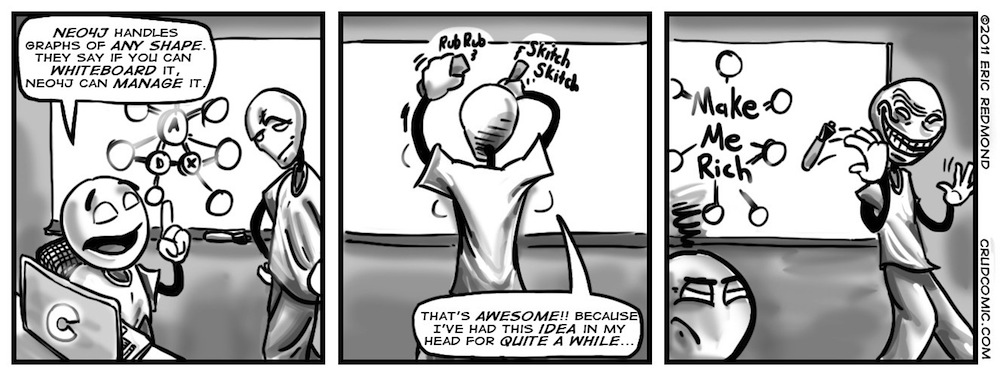 NEO4J HANDLES
GRAPHS OF ANY SHAPE.
THEY SAY IF YOU CAN
WHITEBOARD IT,
NEO4J CAN MANAGE IT.
A
D
X
C
Rub Rub
Skitch
Skitch
THAT'S AWESOME!! BECAUSE
I'VE HAD THIS IDEA IN MY
HEAD FOR QUITE A WHILE...
Make
Me
Rich
©2011 ERIC REDMOND
CRUDCOMIC.COM